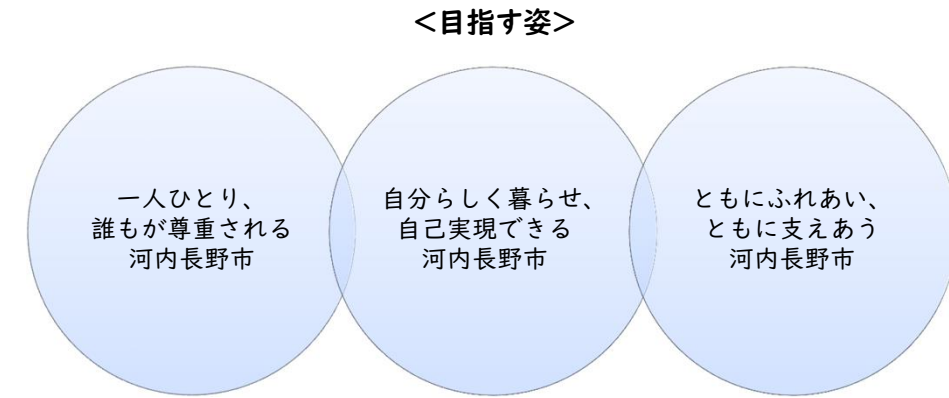 <目指す姿>
一人ひとり、
誰もが尊重される
河内長野市
自分らしく暮らせ、
自己実現できる
河内長野市
ともにふれあい、
ともに支えあう
河内長野市